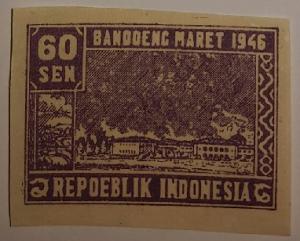 60
SEN
BANDOENG MARET 1946
REPOEBLIK INDONESIA